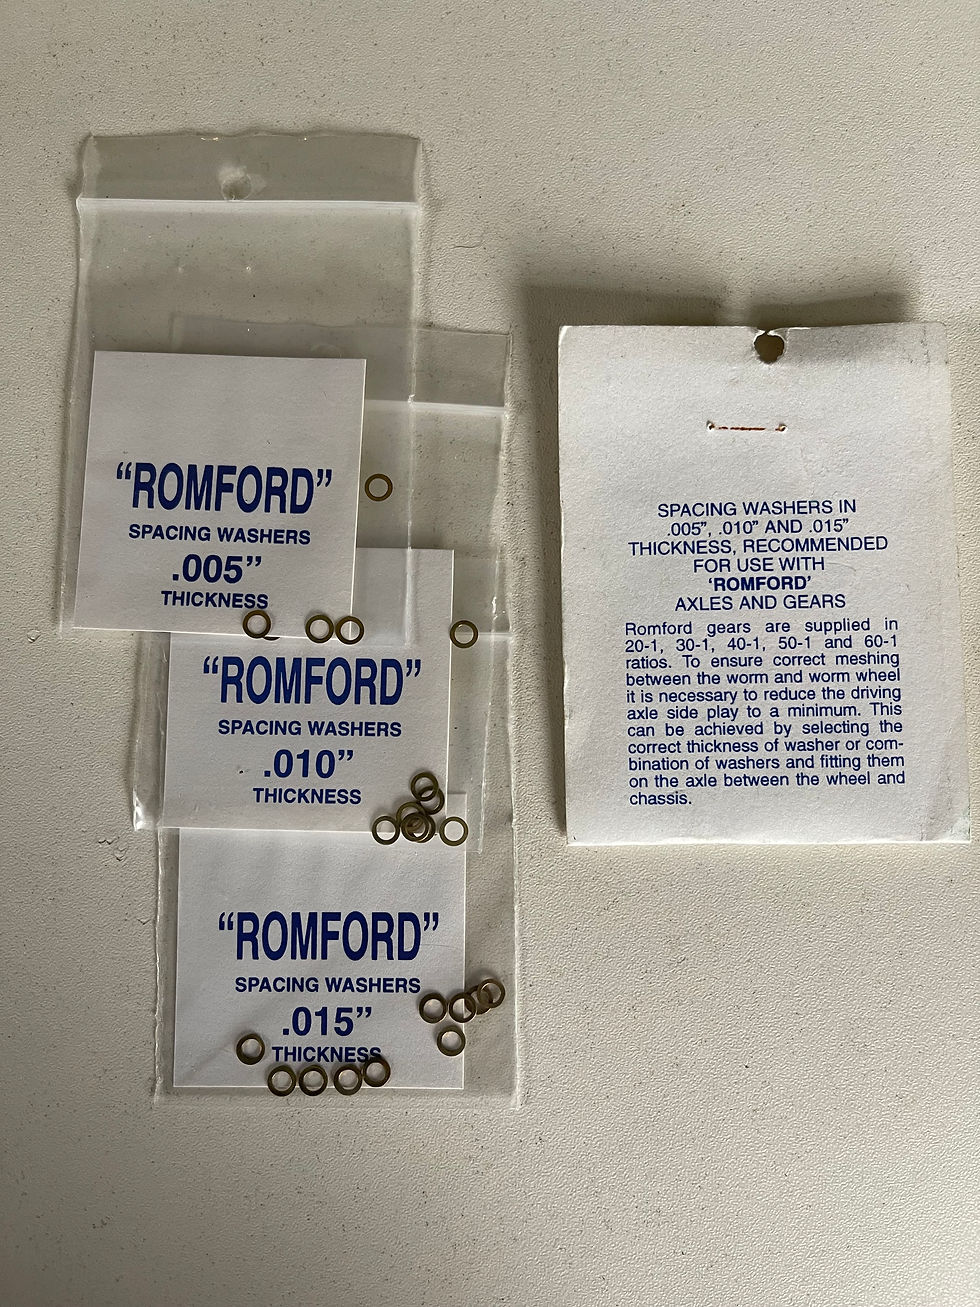 “ROMFORD”
SPACING WASHERS
.005”
THICKNESS
“ROMFORD”
SPACING WASHERS
.010”
THICKNESS
“ROMFORD”
SPACING WASHERS
.015”
THICKNESS
SPACING WASHERS IN
.005”, .010” AND .015”
THICKNESS, RECOMMENDED
FOR USE WITH
‘ROMFORD’
AXLES AND GEARS
Romford gears are supplied in
20-1, 30-1, 40-1, 50-1 and 60-1
ratios. To ensure correct meshing
between the worm and worm wheel
it is necessary to reduce the driving
axle side play to a minimum. This
can be achieved by selecting the
correct thickness of washer or com-
bination of washers and fitting them
on the axle between the wheel and
chassis.